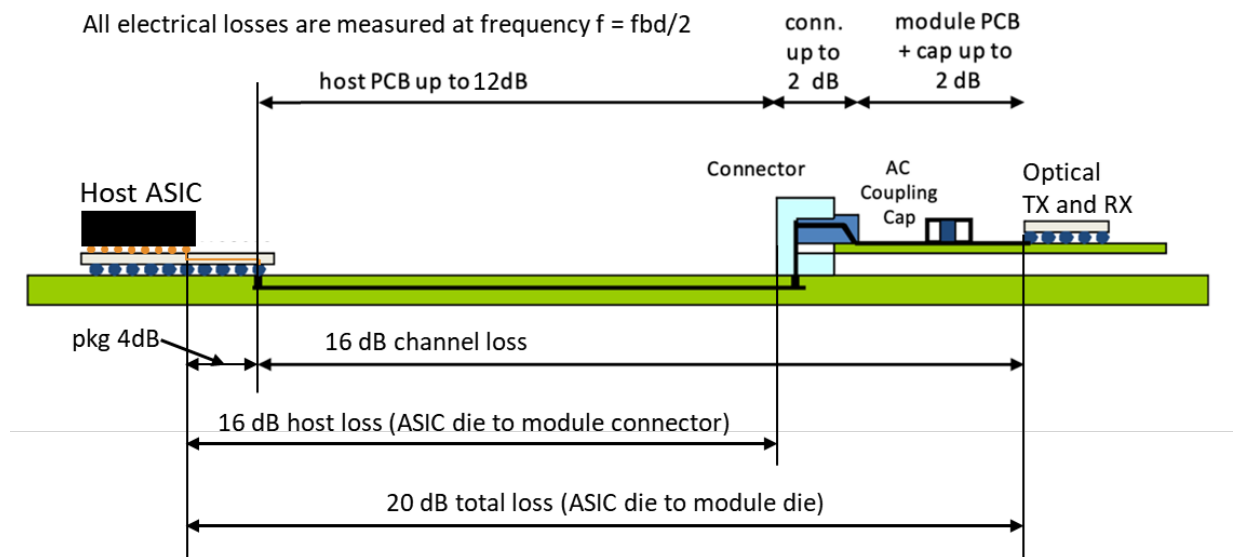 All electrical losses are measured at frequency f = fbd/2
conn.
up to
2 dB
module PCB
+ cap up to
2 dB
host PCB up to 12dB
Connector
AC
Coupling
Cap
Optical
TX and RX
Host ASIC
pkg 4dB
16 dB channel loss
16 dB host loss (ASIC die to module connector)
20 dB total loss (ASIC die to module die)